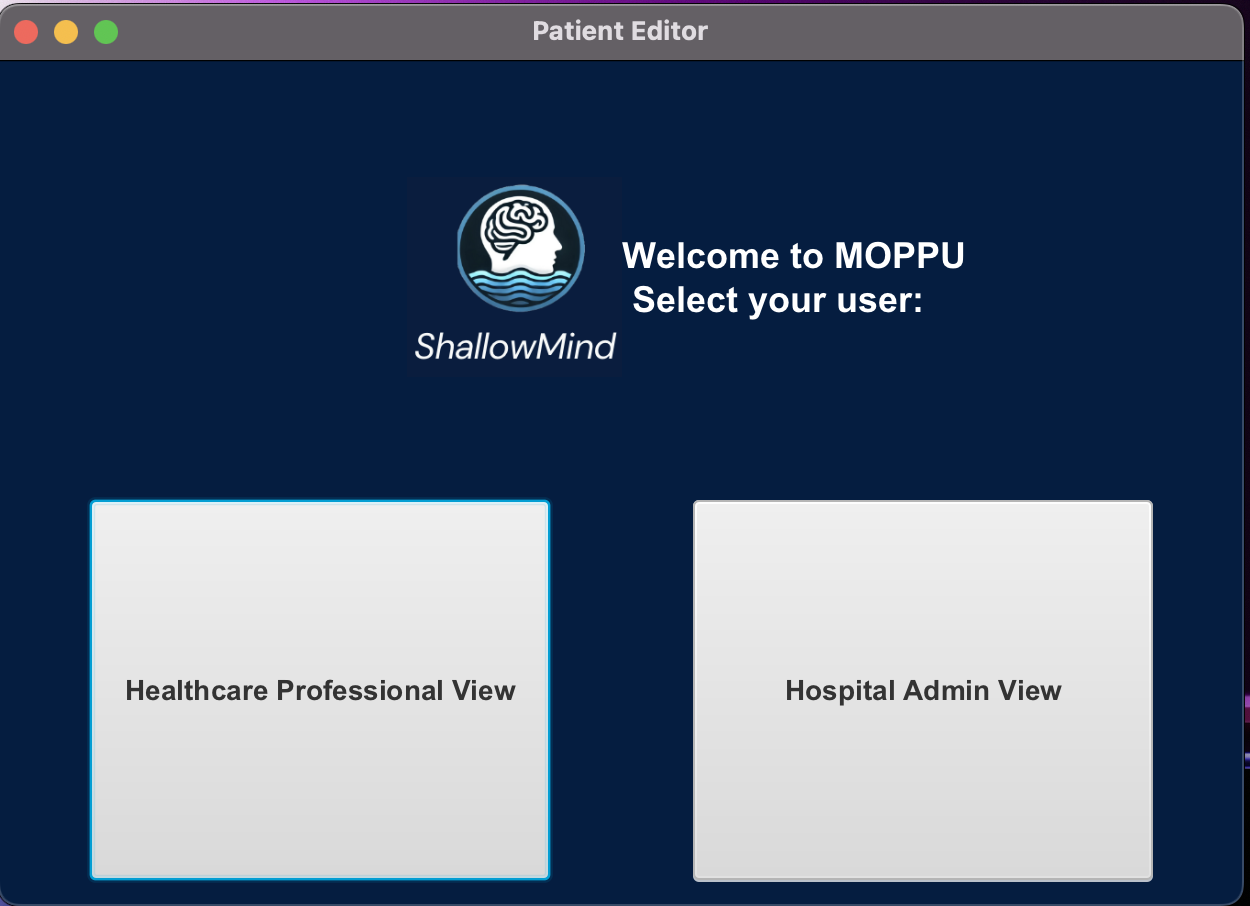 Patient Editor
Welcome to MOPPU
Select your user:
ShallowMind
Healthcare Professional View
Hospital Admin View